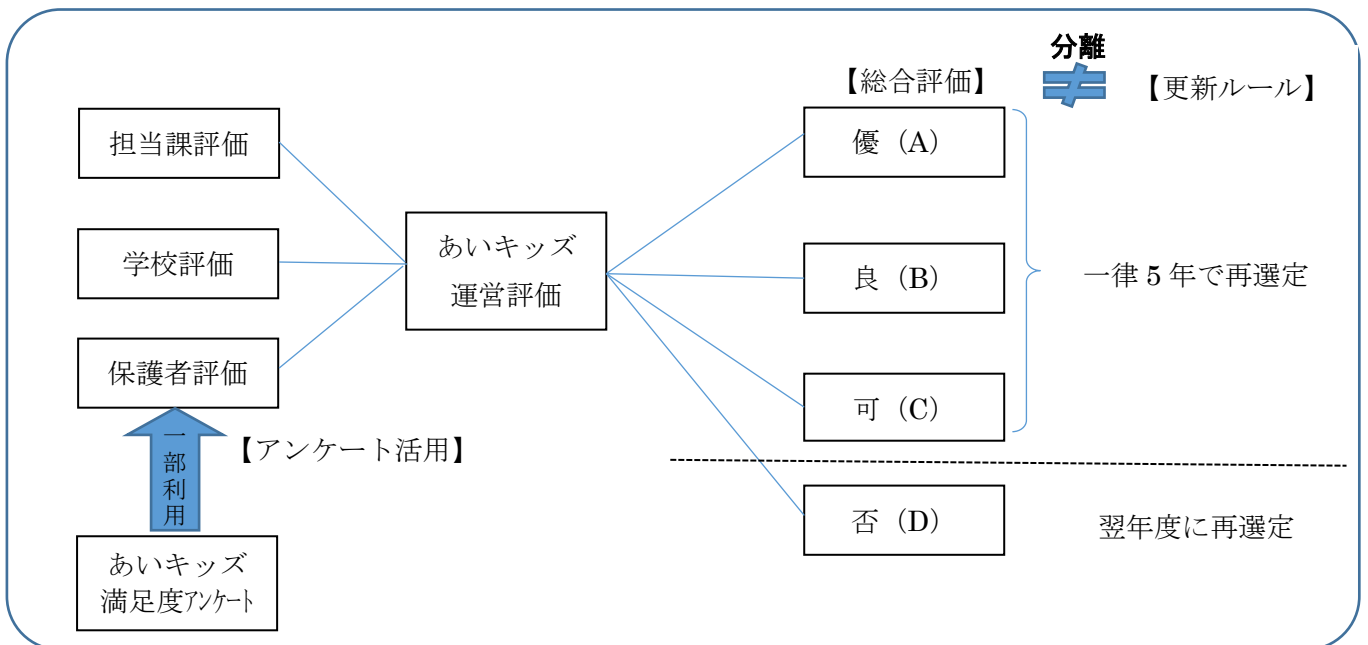 分離
【総合評価】
【更新ルール】
担当課評価
学校評価
保護者評価
一部利用
【アンケート活用】
あいキッズ
満足度アンケート
あいキッズ
運営評価
優（A）
良（B）
可（C）
否（D）
一律 5 年で再選定
翌年度に再選定